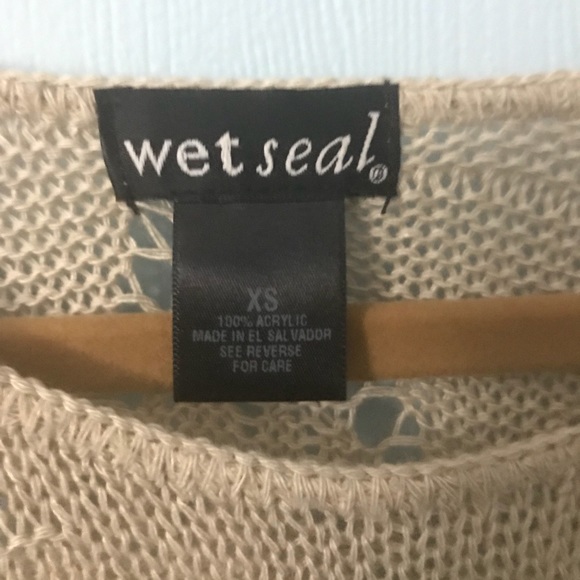 wet seal®
XS
100% ACRYLIC
MADE IN EL SALVADOR
SEE REVERSE
FOR CARE